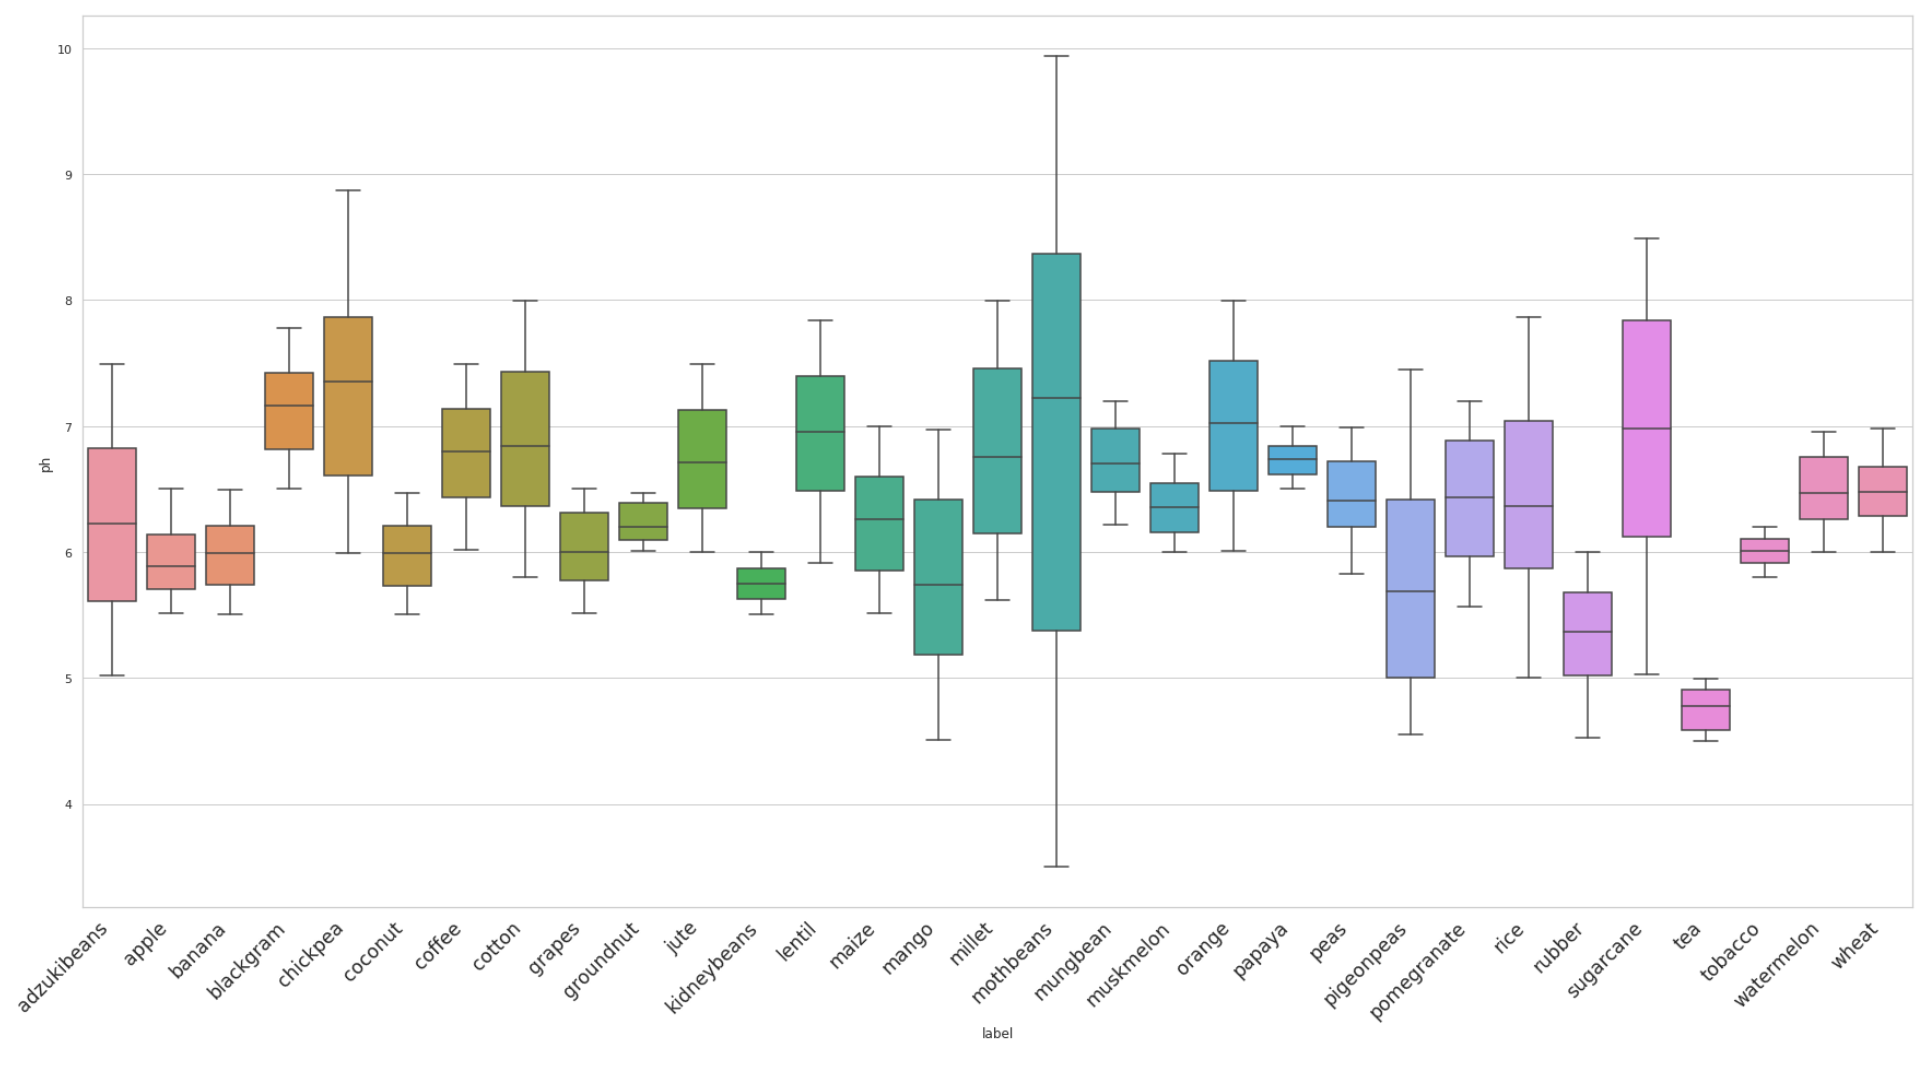 10
9
8
7
6
5
4
ph
adzukibeans
apple
banana
blackgram
chickpea
coconut
coffee
cotton
grapes
groundnut
jute
kidneybeans
lentil
maize
mango
millet
mothbeans
mungbean
muskmelon
orange
papaya
peas
pigeonpeas
pomegranate
rice
rubber
sugarcane
tea
tobacco
watermelon
wheat
label